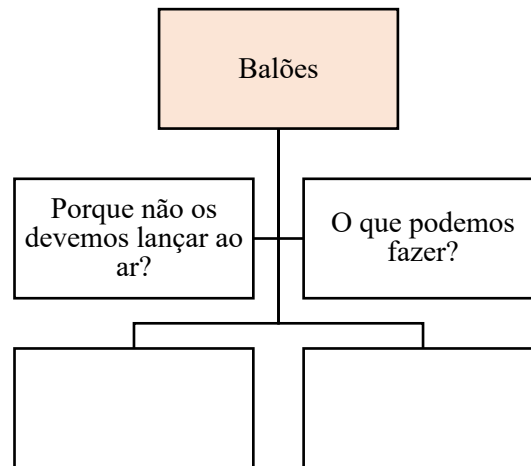 Balões
Porque não os
devemos lançar ao
ar?
O que podemos
fazer?